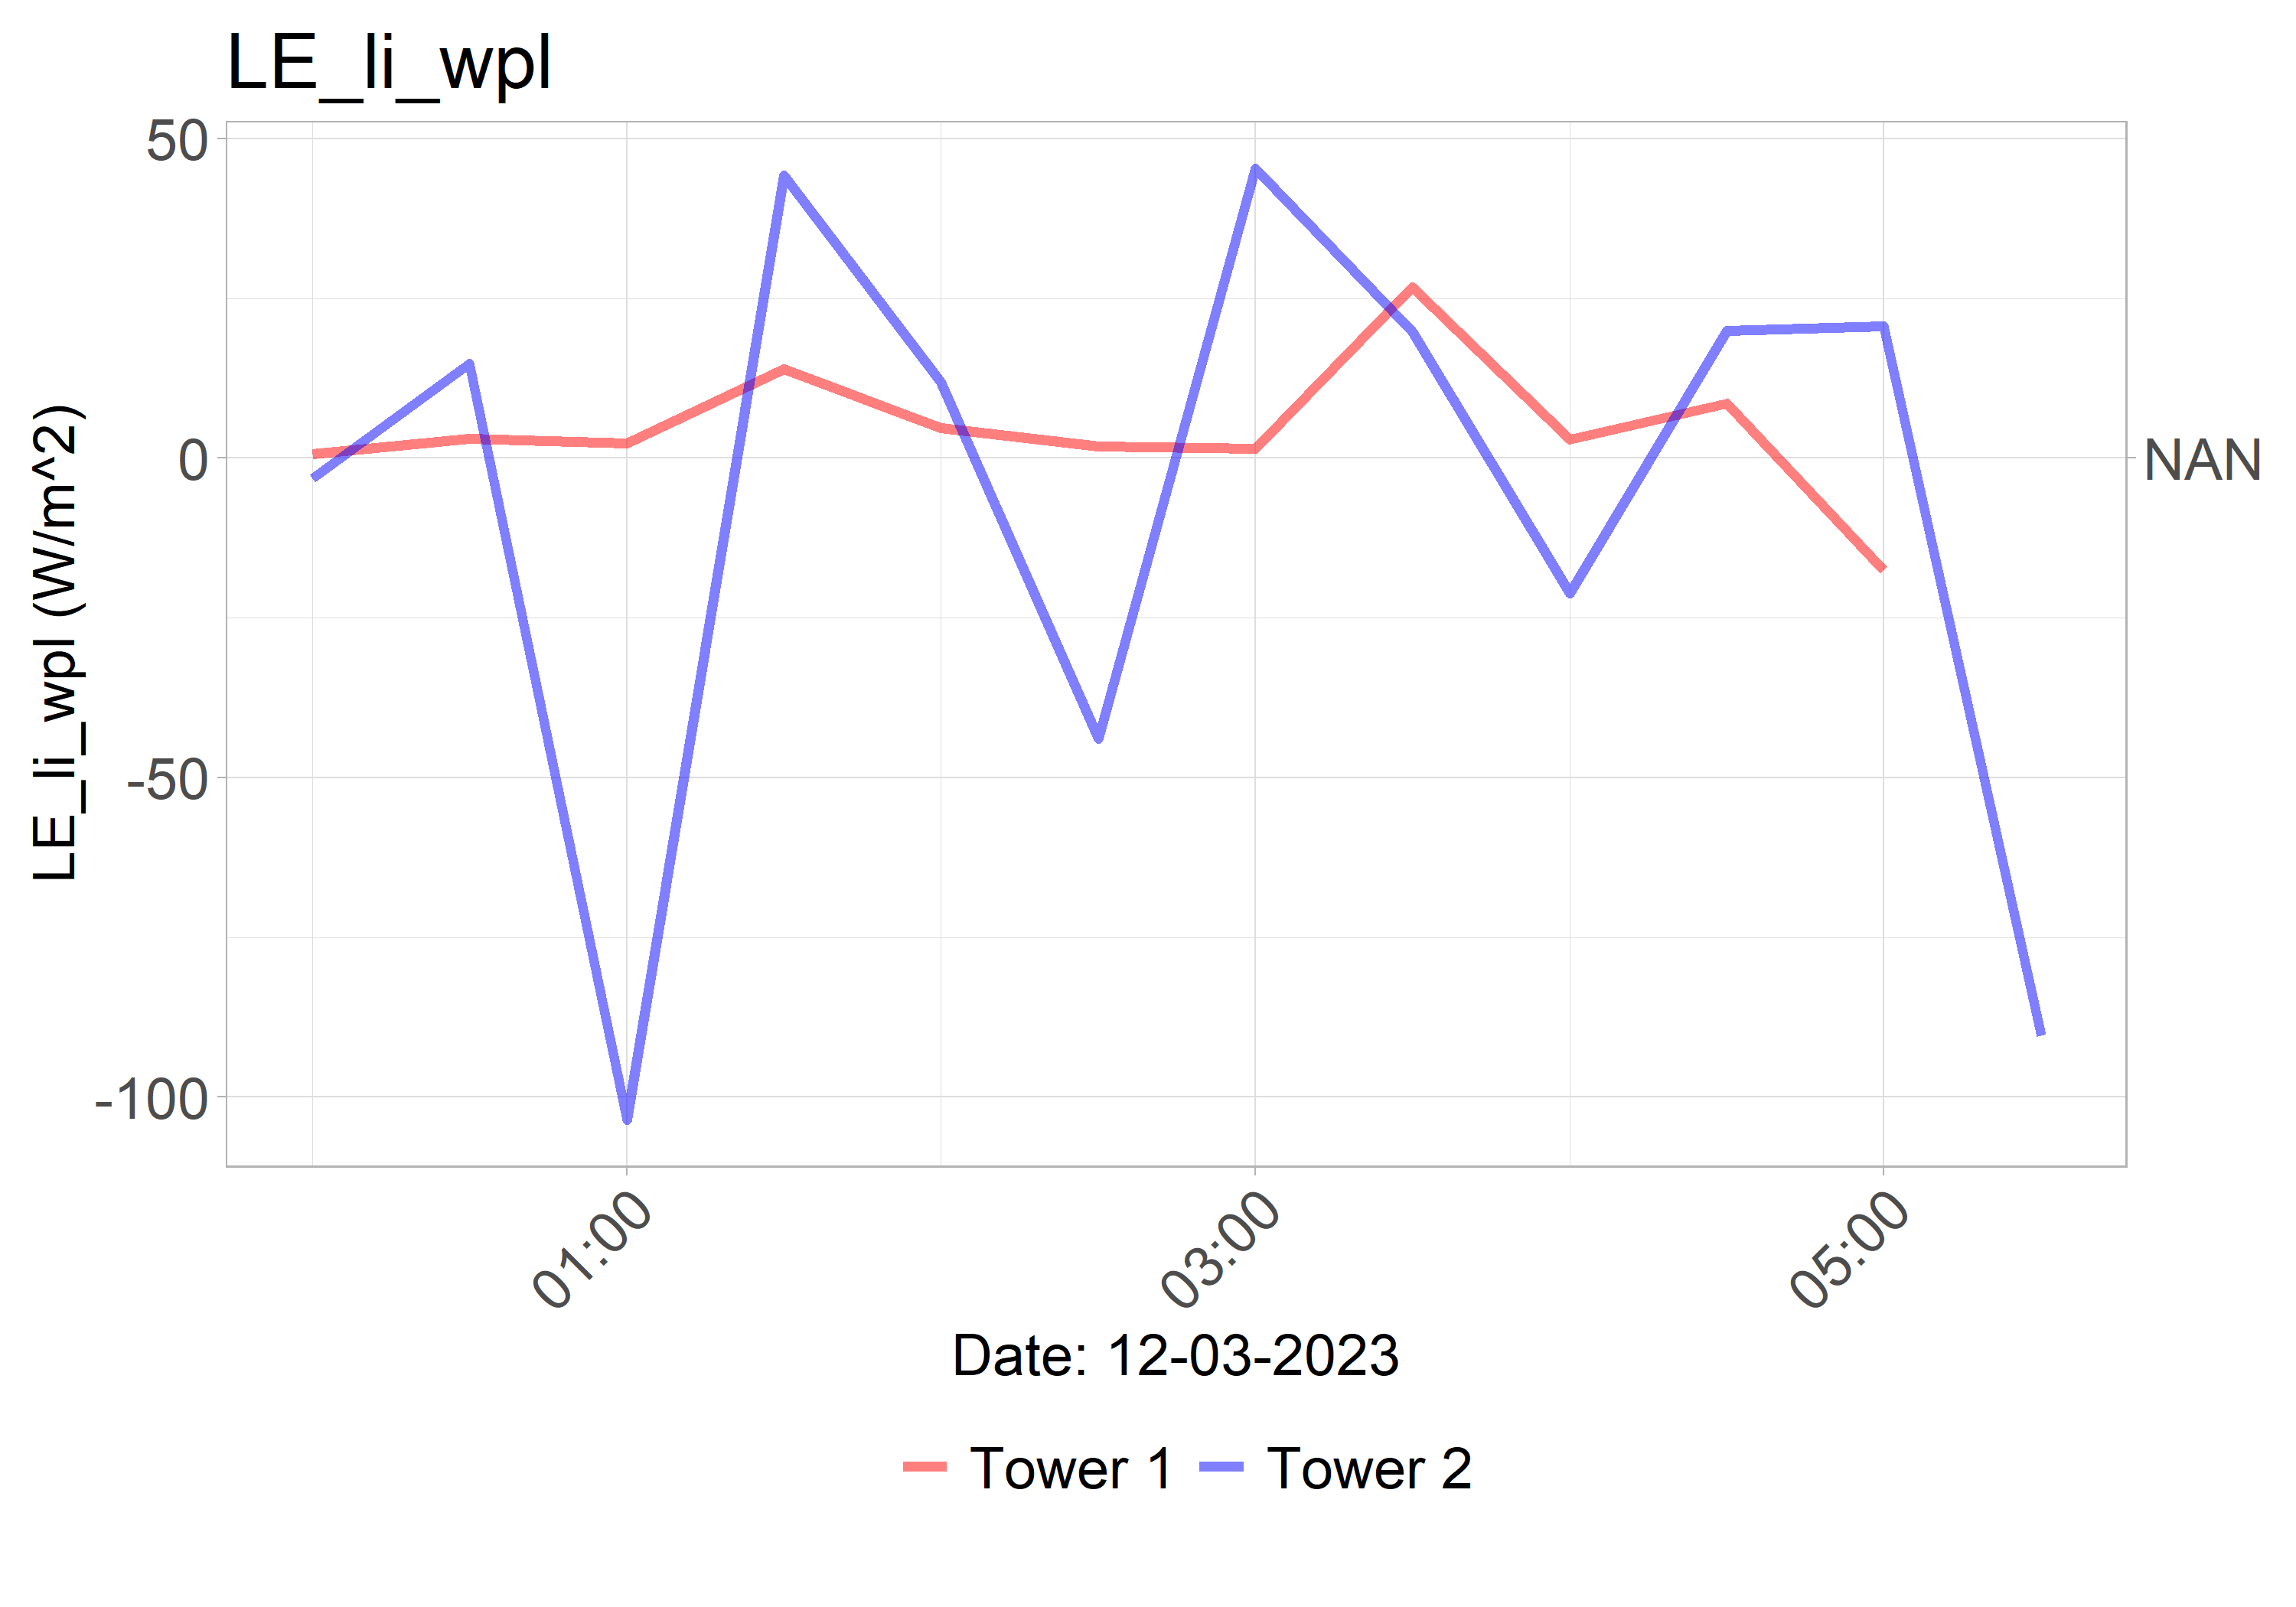 LE_li_wpl
50
0
-50
-100
LE_li_wpl (W/m^2)
NAN
01:00
03:00
05:00
Date: 12-03-2023
Tower 1
Tower 2